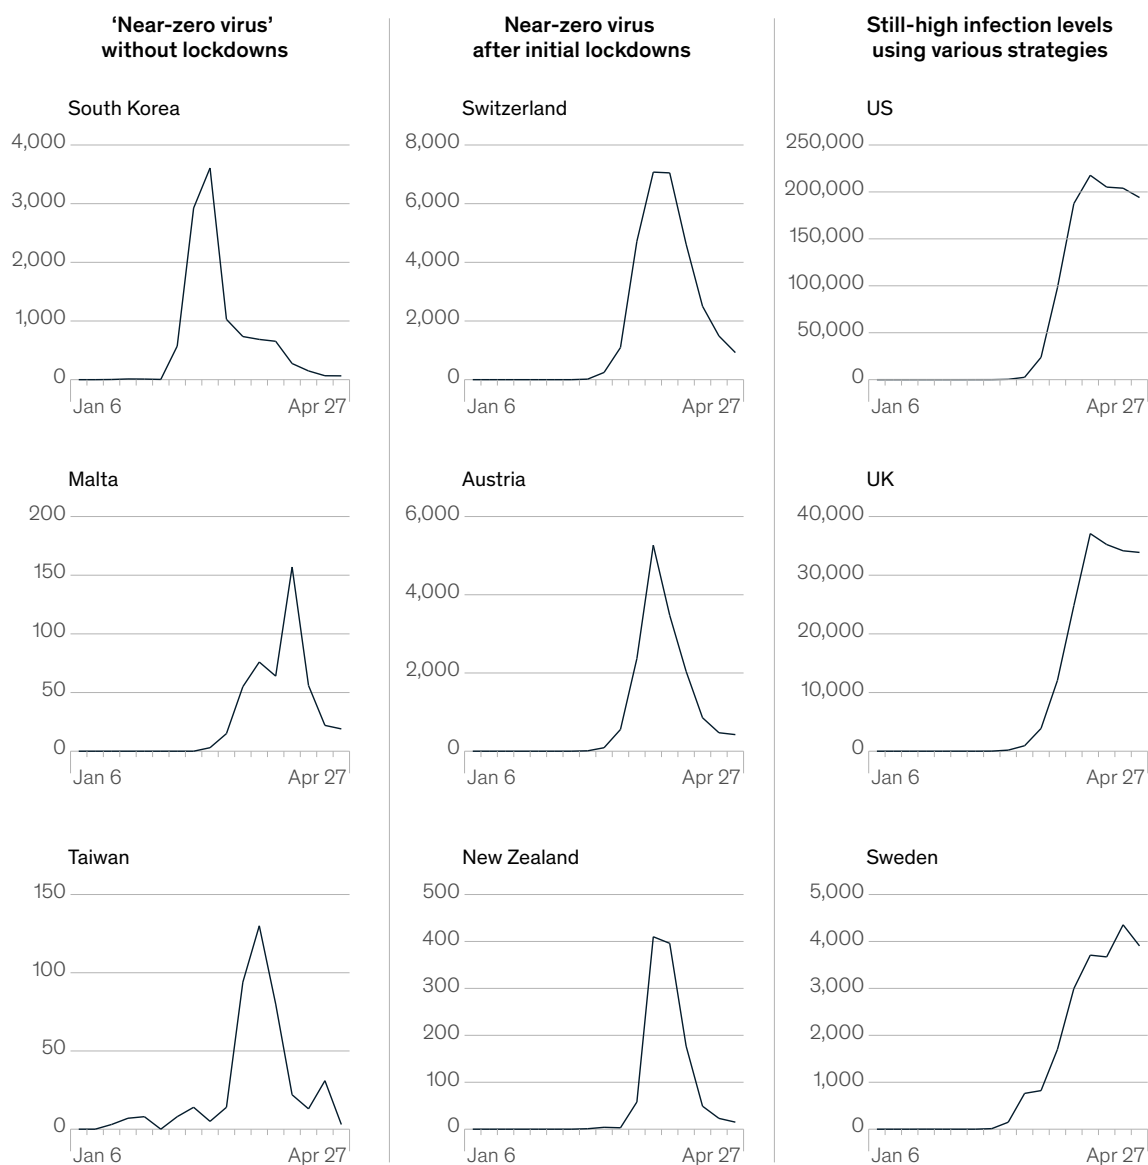 ‘Near-zero virus’
without lockdowns
Near-zero virus
after initial lockdowns
Still-high infection levels
using various strategies
South Korea
4,000
3,000
2,000
1,000
0
Jan 6
Apr 27
Switzerland
8,000
6,000
4,000
2,000
0
Jan 6
Apr 27
US
250,000
200,000
150,000
100,000
50,000
0
Jan 6
Apr 27
Malta
200
150
100
50
0
Jan 6
Apr 27
Austria
6,000
4,000
2,000
0
Jan 6
Apr 27
UK
40,000
30,000
20,000
10,000
0
Jan 6
Apr 27
Taiwan
150
100
50
0
Jan 6
Apr 27
New Zealand
500
400
300
200
100
0
Jan 6
Apr 27
Sweden
5,000
4,000
3,000
2,000
1,000
0
Jan 6
Apr 27